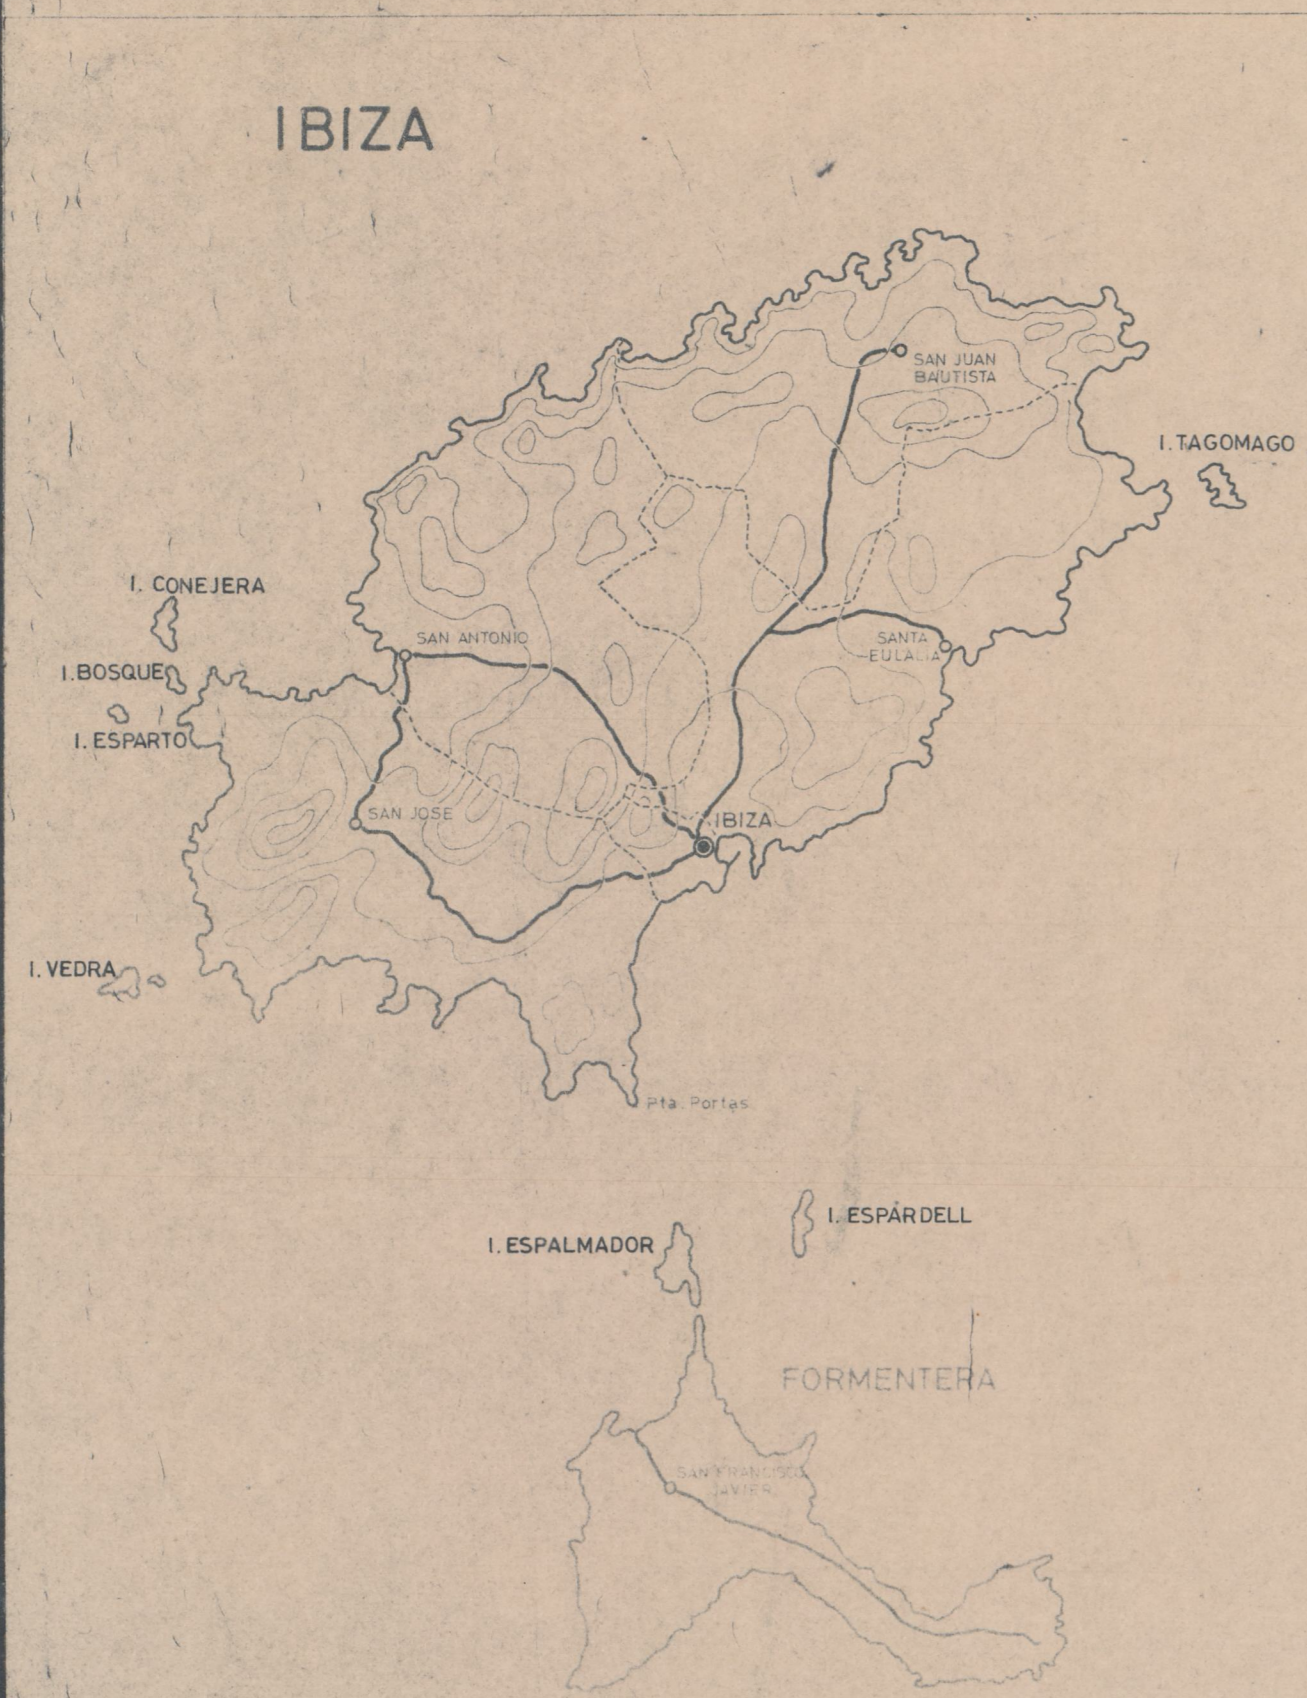 IBIZA
SAN JUAN
BAUTISTA
I. TAGOMAGO
I. CONEJERA
SAN ANTONIO
SANTA
EULALIA
I. BOSQUE
I. ESPARTO
SAN JOSE
IBIZA
I. VEDRA
Pta. Portas
I. ESPARDELL
I. ESPALMADOR
FORMENTERA
SAN FRANCISCO
JAVIER